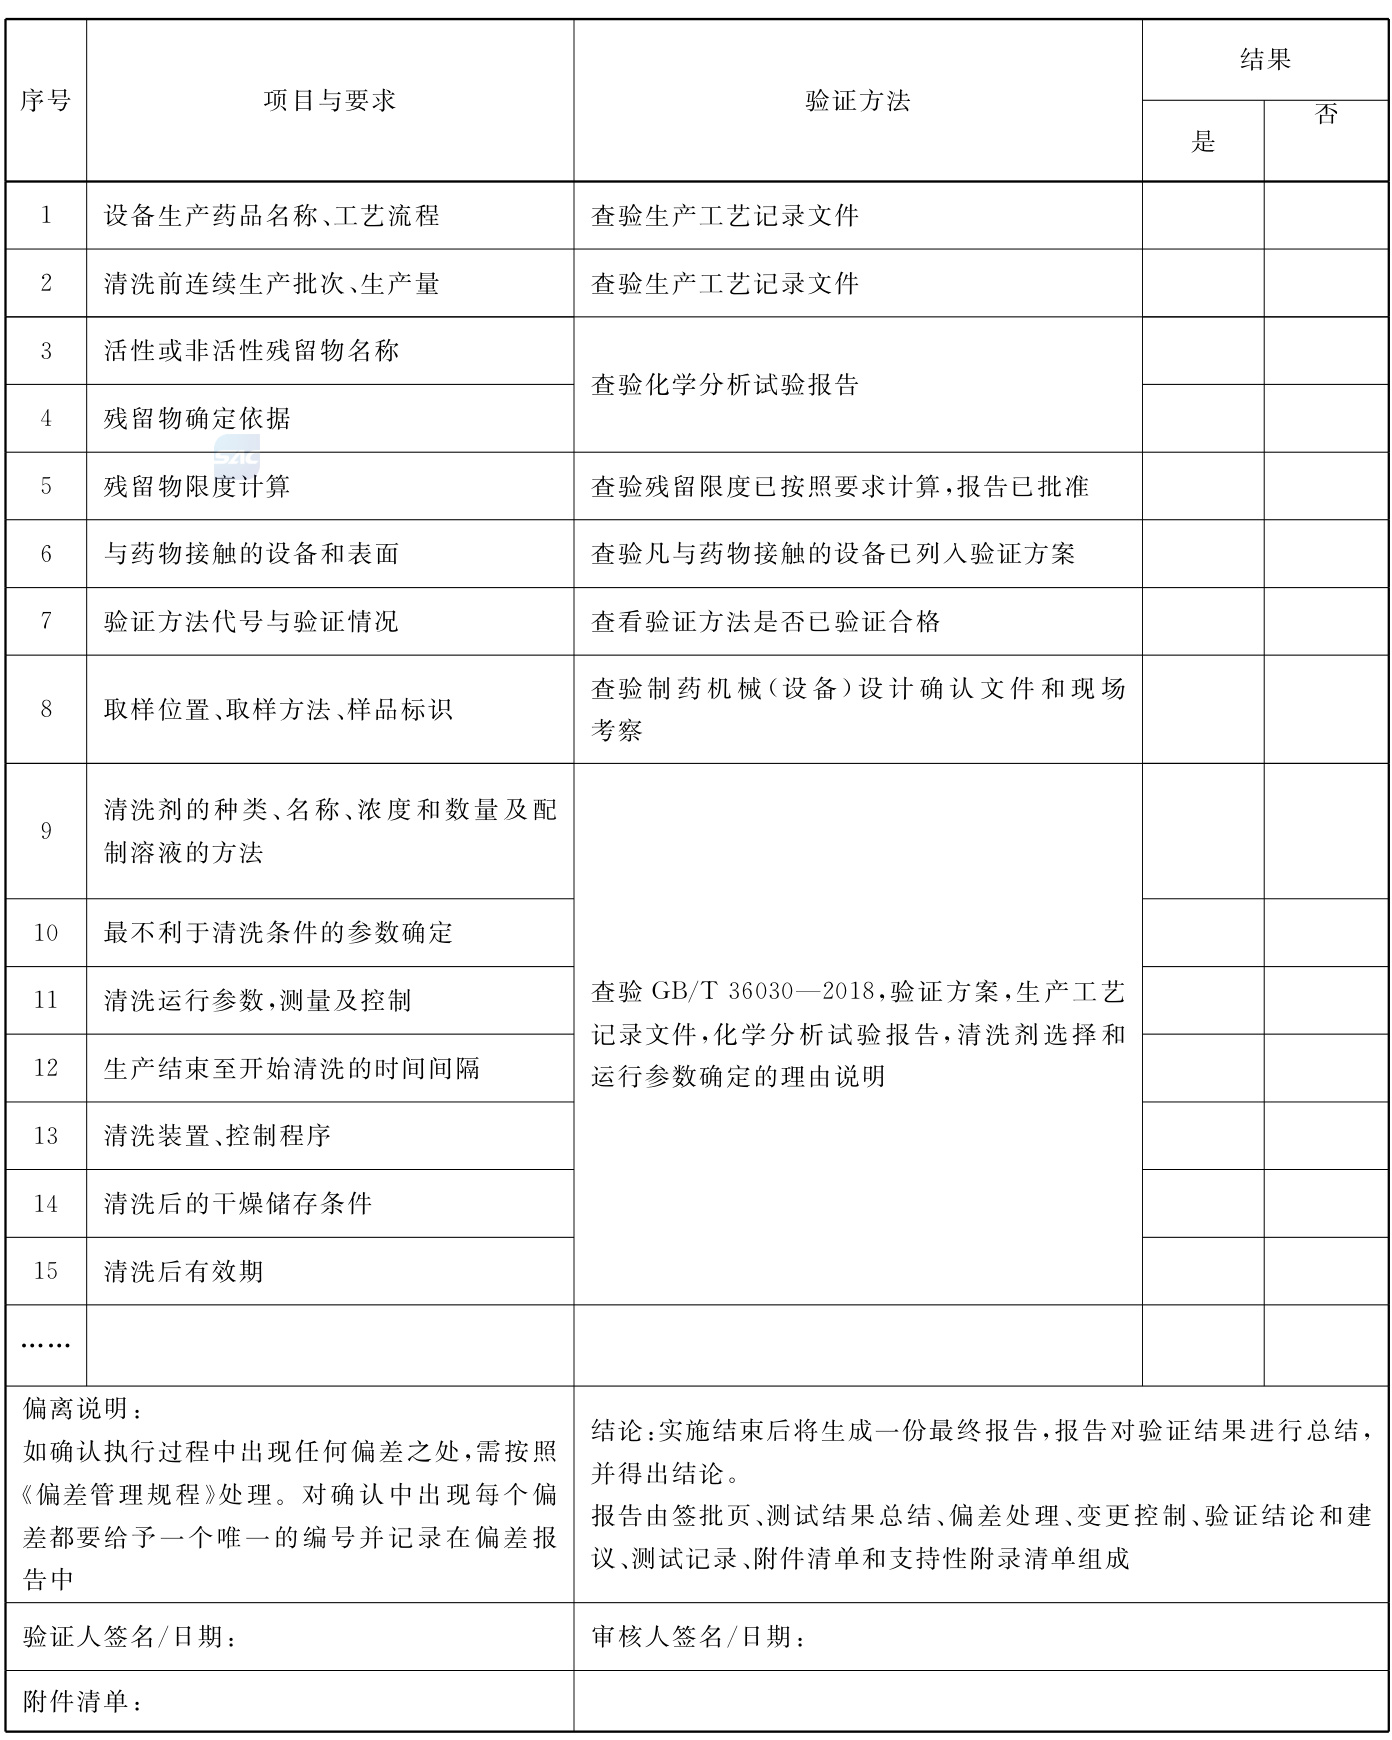 序号 项目与要求 验证方法 结果
是 否
1 设备生产药品名称、工艺流程 查验生产工艺记录文件
2 清洗前连续生产批次、生产量 查验生产工艺记录文件
3 活性或非活性残留物名称
查验化学分析试验报告
4 残留物确定依据
SZIC
5 残留物限度计算 查验残留限度已按照要求计算,报告已批准
6 与药物接触的设备和表面 查验凡与药物接触的设备已列入验证方案
7 验证方法代号与验证情况 查看验证方法是否已验证合格
8 取样位置、取样方法、样品标识 查验制药机械(设备)设计确认文件和现场
考察
9 清洗剂的种类、名称、浓度和数量及配
制溶液的方法
10 最不利于清洗条件的参数确定
11 清洗运行参数,测量及控制 查验 GB/T 36030—2018,验证方案,生产工艺
记录文件,化学分析试验报告,清洗剂选择和
12 生产结束至开始清洗的时间间隔 运行参数确定的理由说明
13 清洗装置、控制程序
14 清洗后的干燥储存条件
15 清洗后有效期
……
偏离说明:
如确认执行过程中出现任何偏差之处,需按照
《偏差管理规程》处理。对确认中出现每个偏
差都要给予一个唯一的编号并记录在偏差报
告中
结论:实施结束后将生成一份最终报告,报告对验证结果进行总结,
并得出结论。
报告由签批页、测试结果总结、偏差处理、变更控制、验证结论和建
议、测试记录、附件清单和支持性附录清单组成
验证人签名/日期: 审核人签名/日期:
附件清单: